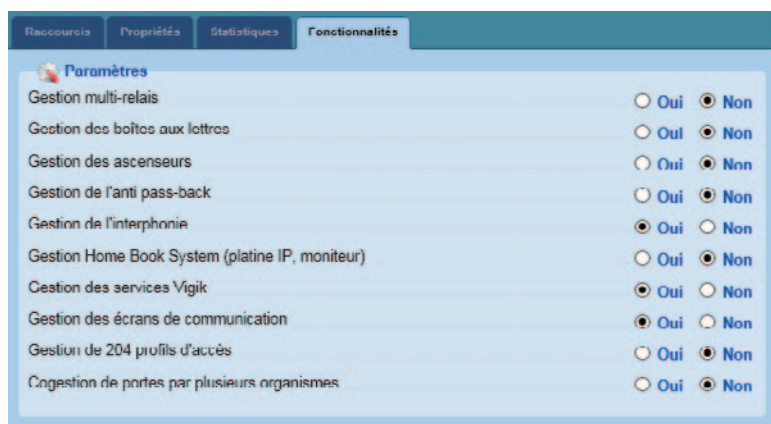 Raccourcis Propriétés Statistiques Fonctionnalités
Paramètres
Gestion multi-relais Oui Non
Gestion des boîtes aux lettres Oui Non
Gestion des ascenseurs Oui Non
Gestion de l'anti pass-back Oui Non
Gestion de l'interphonie Oui Non
Gestion Home Book System (platine IP, moniteur) Oui Non
Gestion des services Vigik Oui Non
Gestion des écrans de communication Oui Non
Gestion de 204 profils d'accès Oui Non
Cogestion de portes par plusieurs organismes Oui Non